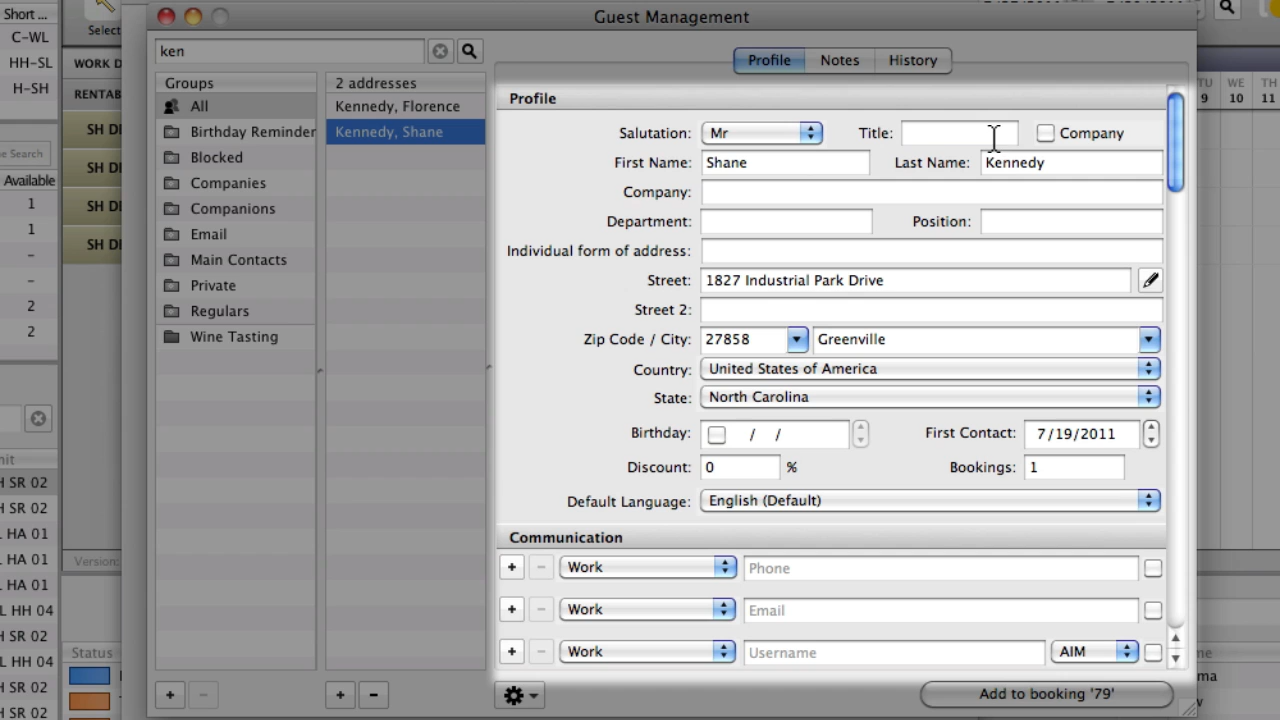 Guest Management
Short ...
C-WL
HH-SL
H-SH
Select
WORK D
RENTAB
SH DI
SH DI
SH DI
SH DI
e Search
Available
1
1
–
–
2
2
nit
H SR 02
H SR 02
L HA 01
L HA 01
L HA 01
L HH 04
H SR 02
L HH 04
H SR 02
H SR 02
Version:
Status
ken
Groups
All
Birthday Reminder
Blocked
Companies
Companions
Email
Main Contacts
Private
Regulars
Wine Tasting
2 addresses
Kennedy, Florence
Kennedy, Shane
Profile Notes History
Profile
Salutation: Mr Title: Company
First Name: Shane Last Name: Kennedy
Company:
Department: Position:
Individual form of address:
Street: 1827 Industrial Park Drive
Street 2:
Zip Code / City: 27858 Greenville
Country: United States of America
State: North Carolina
Birthday: / / First Contact: 7/19/2011
Discount: 0 % Bookings: 1
Default Language: English (Default)
Communication
+ – Work Phone
+ – Work Email
+ – Work Username AIM
+ – + – Add to booking '79'
TU WE TH
9 10 11
me
ma
w